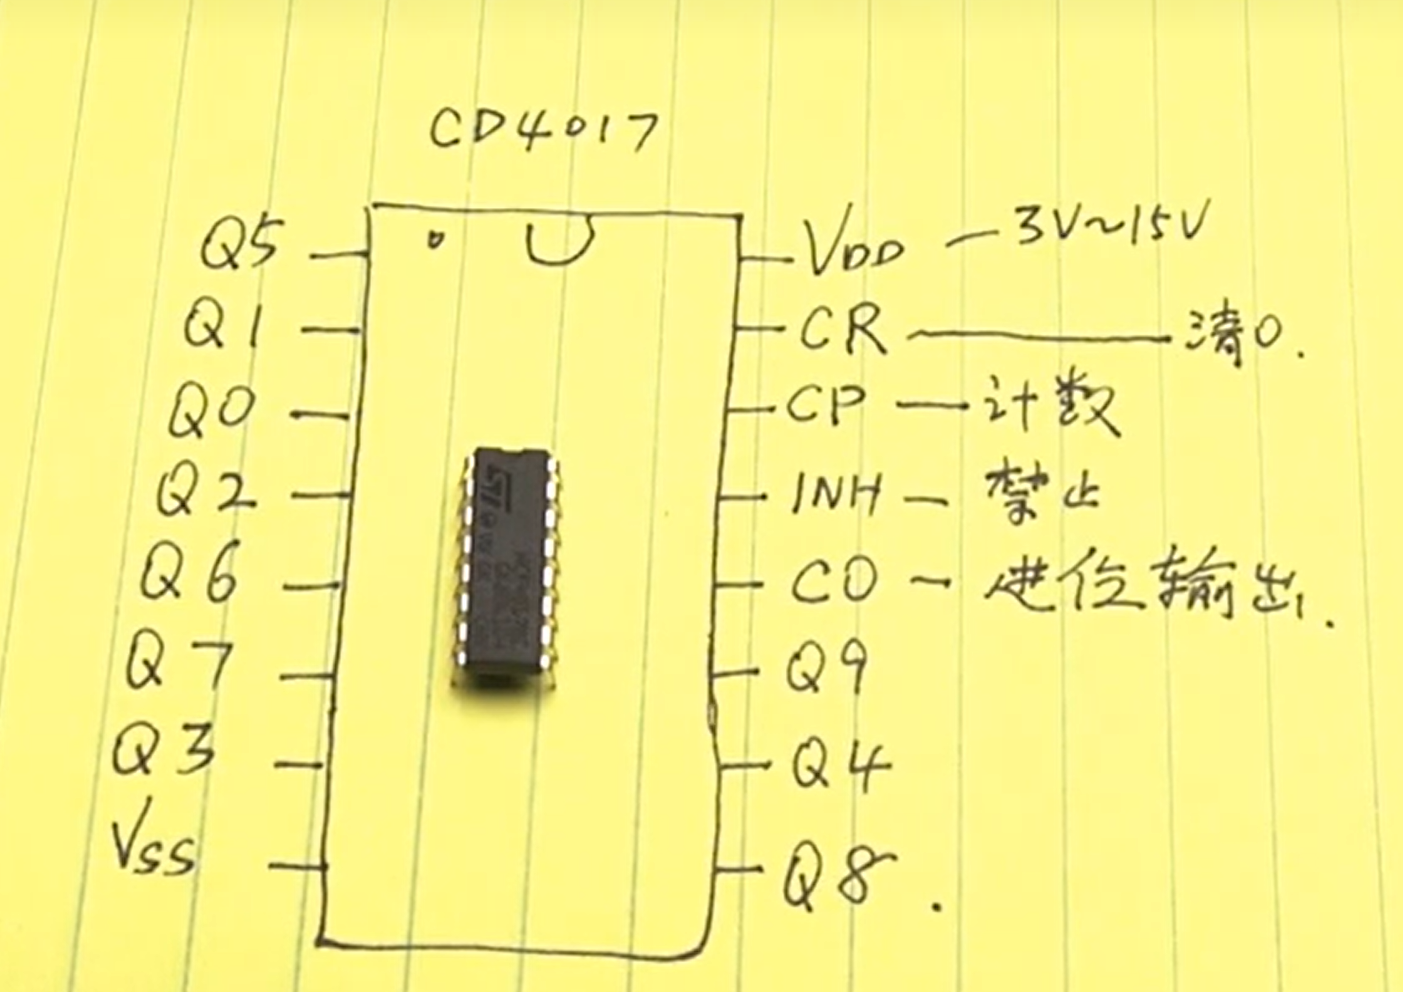 CD4017
Q5
VDD — 3V~15V
Q1
CR — 清0.
Q0
CP — 计数
Q2
INH — 禁止
Q6
CO — 进位输出.
Q7
Q9
Q3
Q4
Vss
Q8.
ST